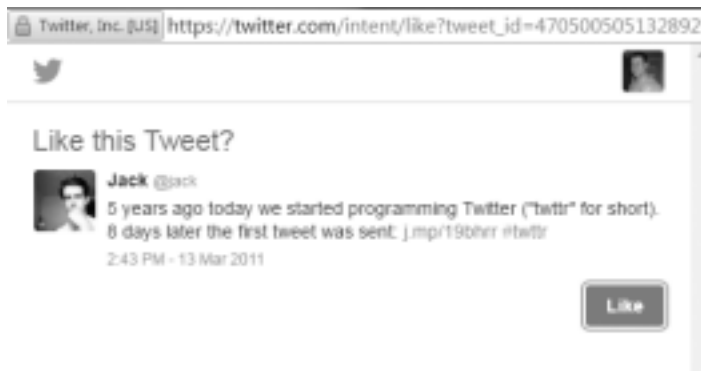 Twitter, Inc. [US] https://twitter.com/intent/like?tweet_id=470500505132892
Like this Tweet?
Jack @jack
5 years ago today we started programming Twitter ("twttr" for short).
8 days later the first tweet was sent: j.mp/19bhrr #twttr
2:43 PM - 13 Mar 2011
Like